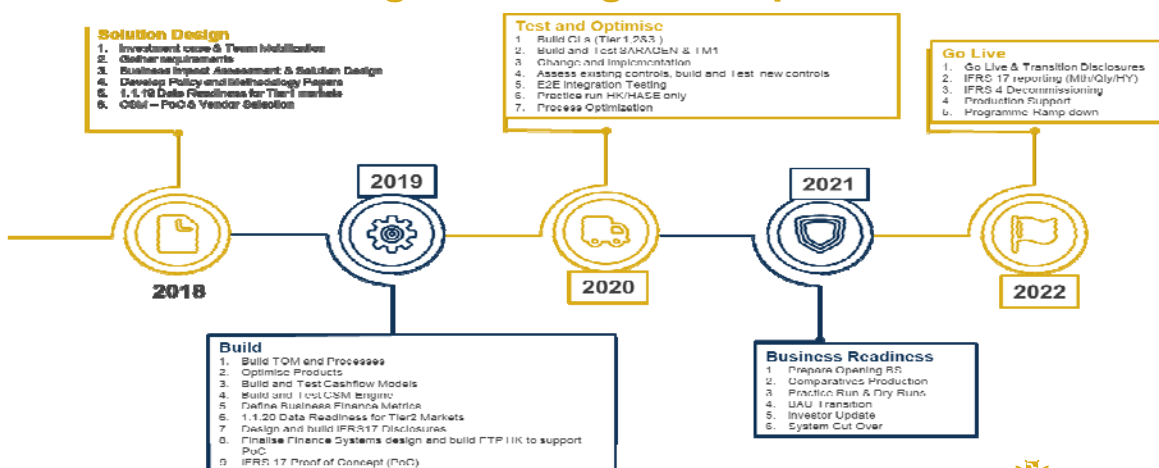 Solution Design
1. Investment case & Team Mobilization
2. Gather requirements
3. Business Impact Assessment & Solution Design
4. Develop Policy and Methodology Papers
5. 1.1.19 Data Readiness for Tier1 markets
6. CSM – PoC & Vendor Selection
Test and Optimise
1 Build GLs (Tier 1,2&3 )
2. Build and Test SARACEN & TM1
3 Change and Implementation
4. Assess existing controls, build and Test new controls
5. E2E Integration Testing
6. Practice run HK/HASE only
7. Process Optimization
Go Live
1. Go Live & Transition Disclosures
2. IFRS 17 reporting (Mth/Qly/HY)
3. IFRS 4 Decommissioning
4 Production Support
5. Programme Ramp down
2019
2021
2018
2020
2022
Build
1. Build TOM and Processes
2. Optimise Products
3. Build and Test Cashflow Models
4. Build and Test CSM Engine
5 Define Business Finance Metrics
6. 1.1.20 Data Readiness for Tier2 Markets
7 Design and build IFRS17 Disclosures
8. Finalise Finance Systems design and build FTP HK to support
PoC
9 IFRS 17 Proof of Concept (PoC)
Business Readiness
1 Prepare Opening BS
2. Comparatives Production
3. Practice Run & Dry Runs
4. BAU Transition
5. Investor Update
6. System Cut Over